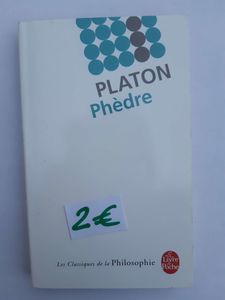 PLATON
Phèdre
2€
Les Classiques de la Philosophie
Le Livre
de Poche